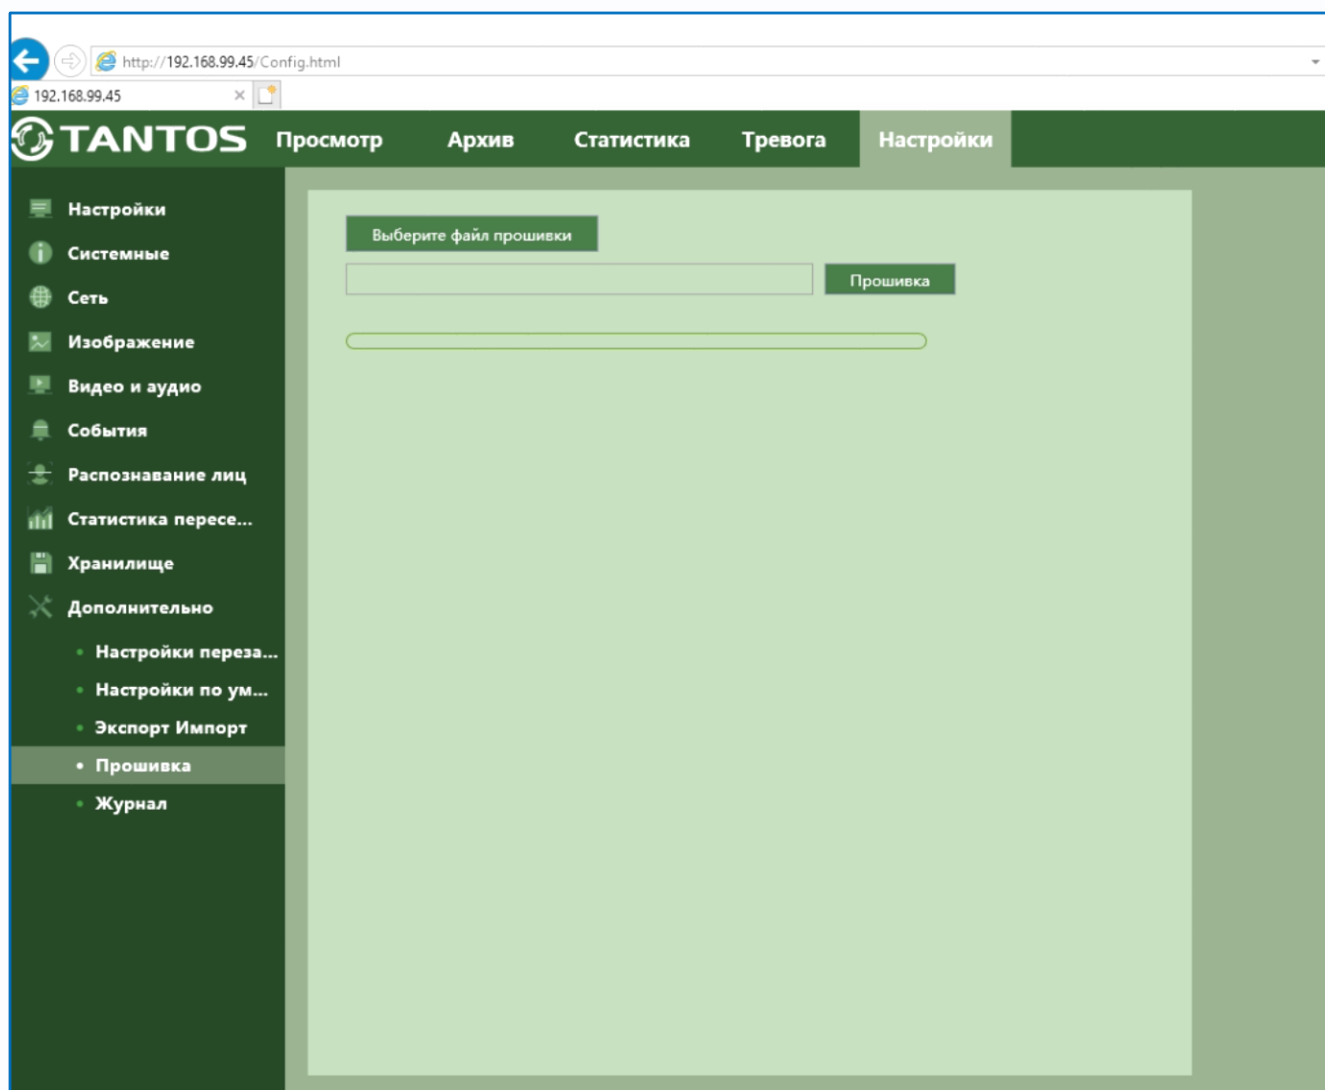 http://192.168.99.45/Config.html
192.168.99.45
TANTOS Просмотр Архив Статистика Тревога Настройки
Настройки
Системные
Сеть
Изображение
Видео и аудио
События
Распознавание лиц
Статистика пересе...
Хранилище
Дополнительно
Настройки переза...
Настройки по ум...
Экспорт Импорт
Прошивка
Журнал
Выберите файл прошивки
Прошивка